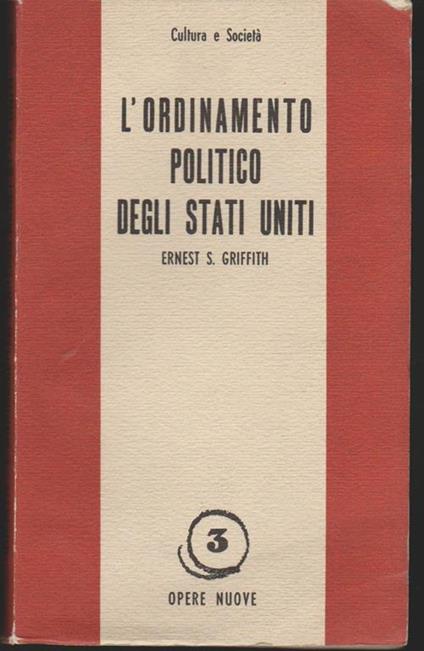 Cultura e Società
L'ORDINAMENTO
POLITICO
DEGLI STATI UNITI
ERNEST S. GRIFFITH
3
OPERE NUOVE